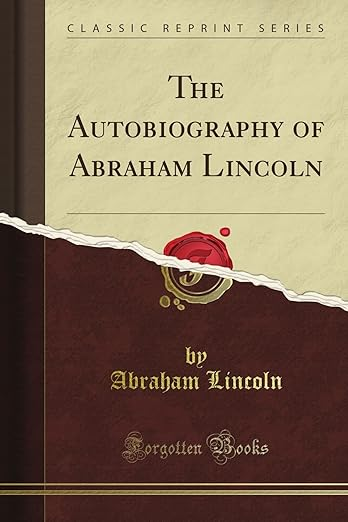 CLASSIC REPRINT SERIES
THE
AUTOBIOGRAPHY OF
ABRAHAM LINCOLN
F
by
Abraham Lincoln
Forgotten Books